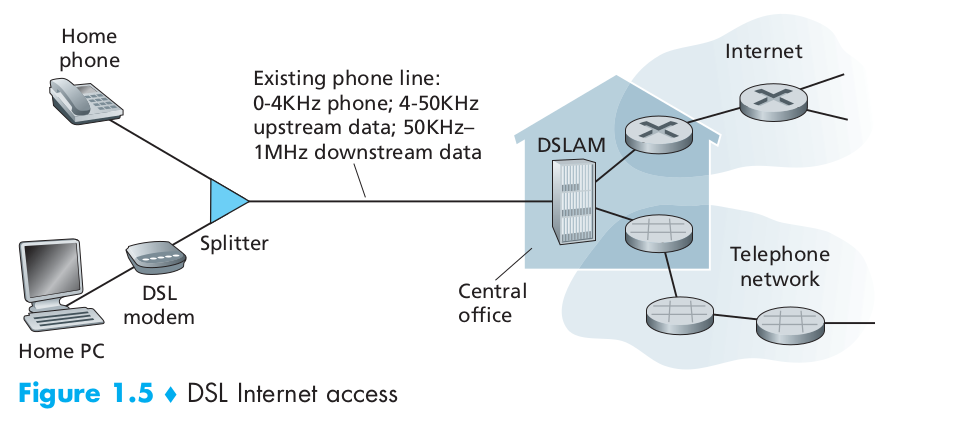 Home
phone
Existing phone line:
0-4KHz phone; 4-50KHz
upstream data; 50KHz–
1MHz downstream data
Internet
DSLAM
Splitter
DSL
modem
Home PC
Central
office
Telephone
network
Figure 1.5 ♦ DSL Internet access